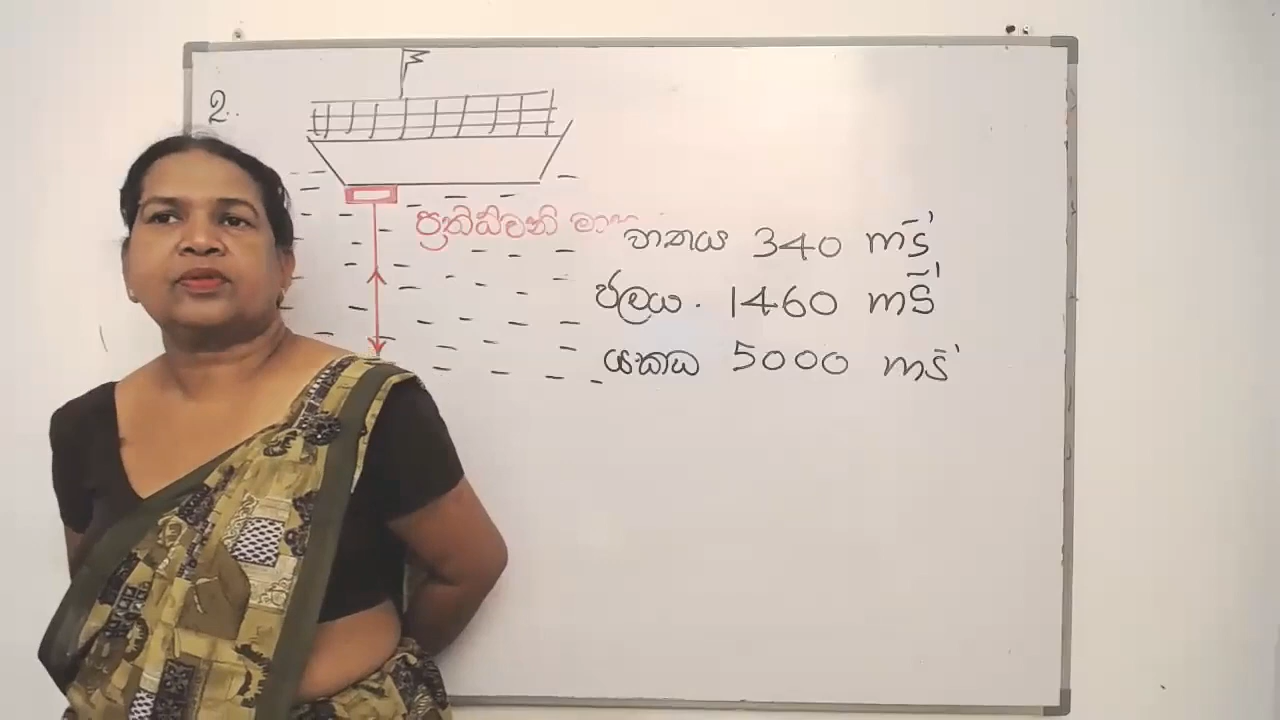 2.
ප්‍රතිධ්වනි
වාතය 340 ms⁻¹
ජලය . 1460 ms⁻¹
යකඩ 5000 ms⁻¹